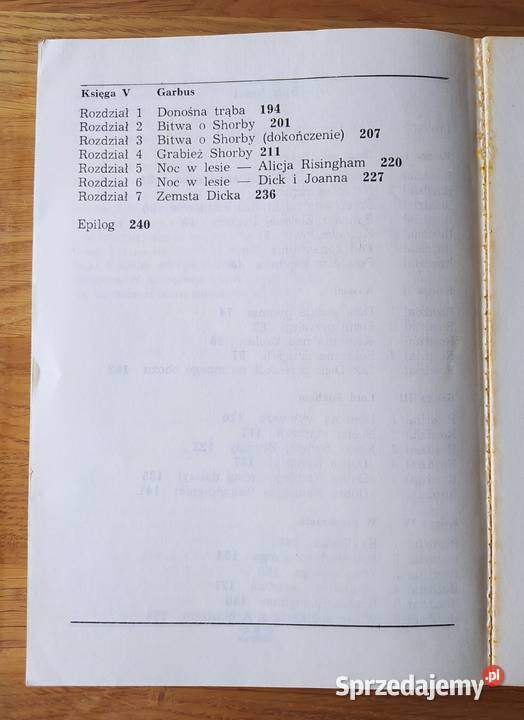 Księga V Garbus
Rozdział 1 Donośna trąba 194
Rozdział 2 Bitwa o Shorby 201
Rozdział 3 Bitwa o Shorby (dokończenie) 207
Rozdział 4 Grabież Shorby 211
Rozdział 5 Noc w lesie — Alicja Risingham 220
Rozdział 6 Noc w lesie — Dick i Joanna 227
Rozdział 7 Zemsta Dicka 236
Epilog 240
Sprzedajemy.pl